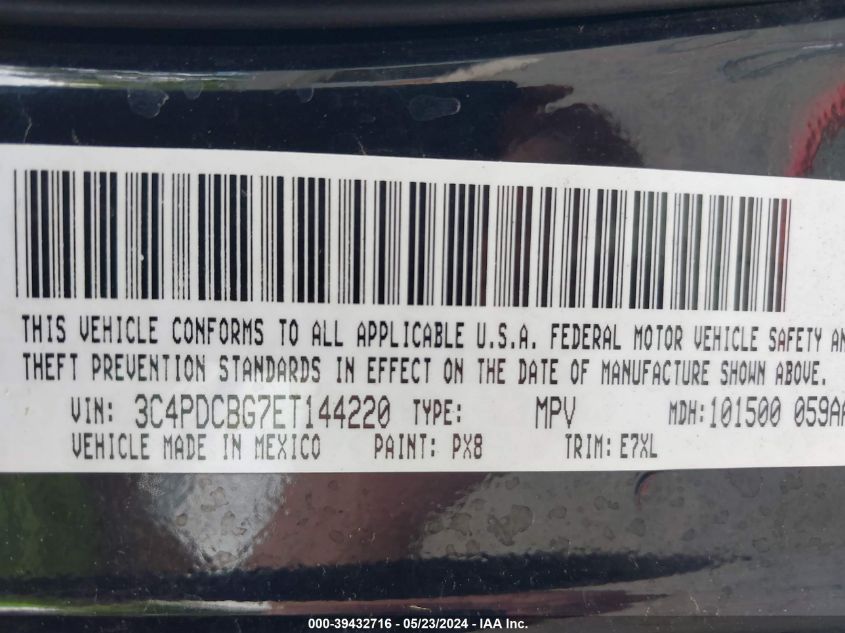 THIS VEHICLE CONFORMS TO ALL APPLICABLE U.S.A. FEDERAL MOTOR VEHICLE SAFETY AN
THEFT PREVENTION STANDARDS IN EFFECT ON THE DATE OF MANUFACTURE SHOWN ABOVE.
VIN: 3C4PDCBG7ET144220 TYPE: MPV MDH: 101500 059AA
VEHICLE MADE IN MEXICO PAINT: PX8 TRIM: E7XL
000-39432716 - 05/23/2024 - IAA Inc.